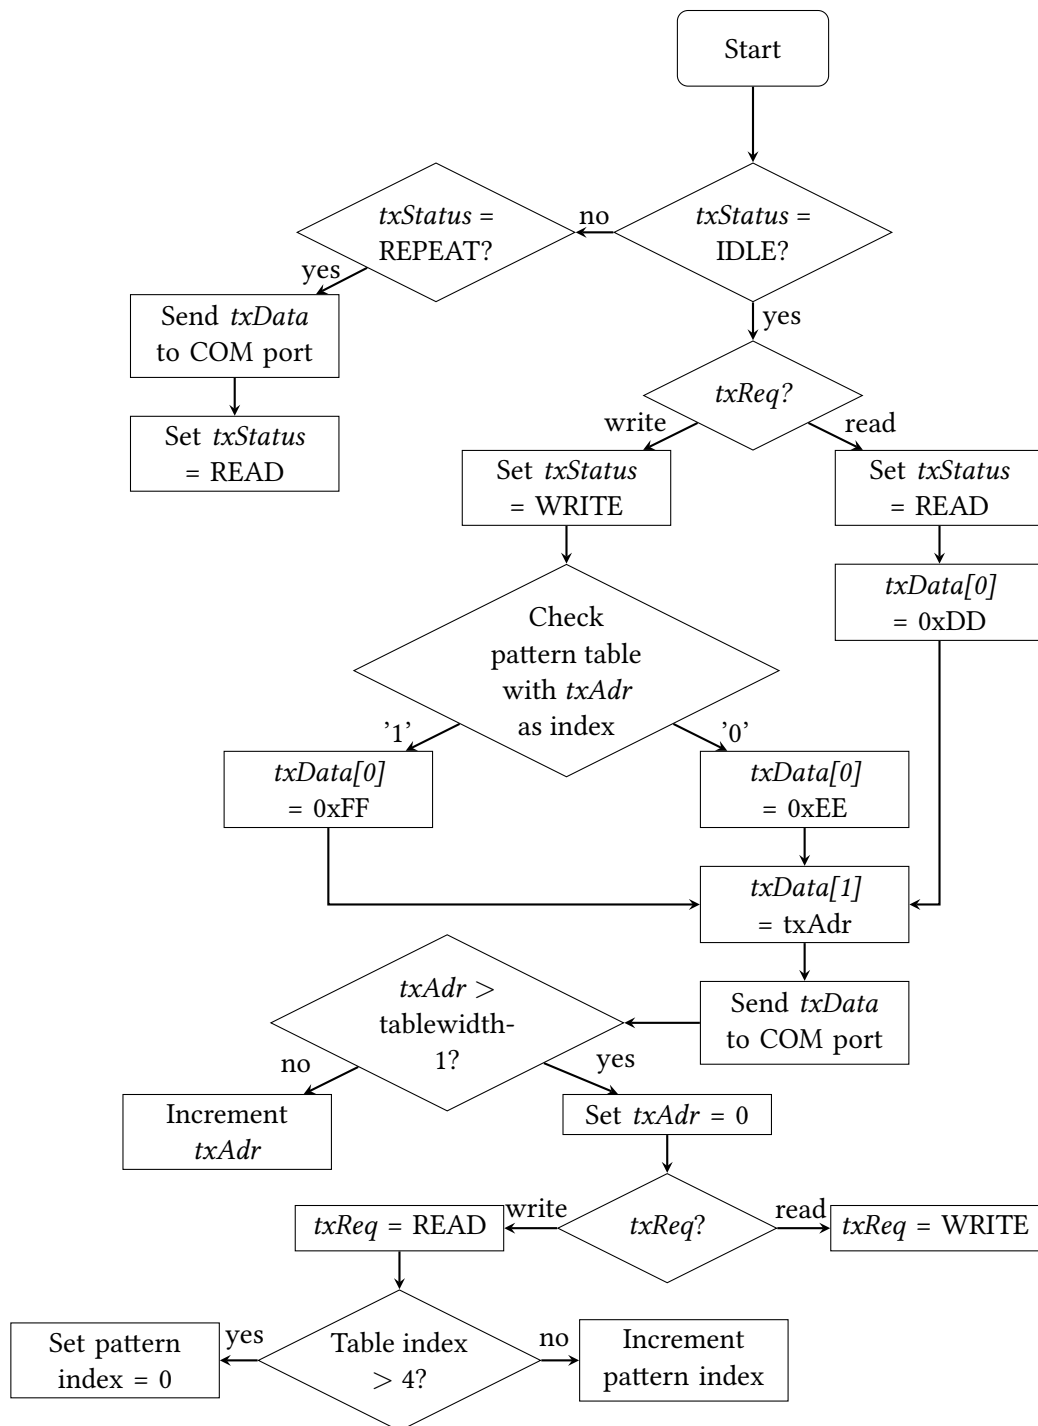 Start
txStatus =
REPEAT?
no
txStatus =
IDLE?
yes
yes
Send txData
to COM port
txReq?
write
read
Set txStatus
= READ
Set txStatus
= WRITE
Set txStatus
= READ
Check
pattern table
with txAdr
as index
txData[0]
= 0xDD
'1'
'0'
txData[0]
= 0xFF
txData[0]
= 0xEE
txData[1]
= txAdr
txAdr >
tablewidth-
1?
Send txData
to COM port
no
yes
Increment
txAdr
Set txAdr = 0
txReq = READ
write
txReq?
read
txReq = WRITE
Set pattern
index = 0
yes
Table index
> 4?
no
Increment
pattern index